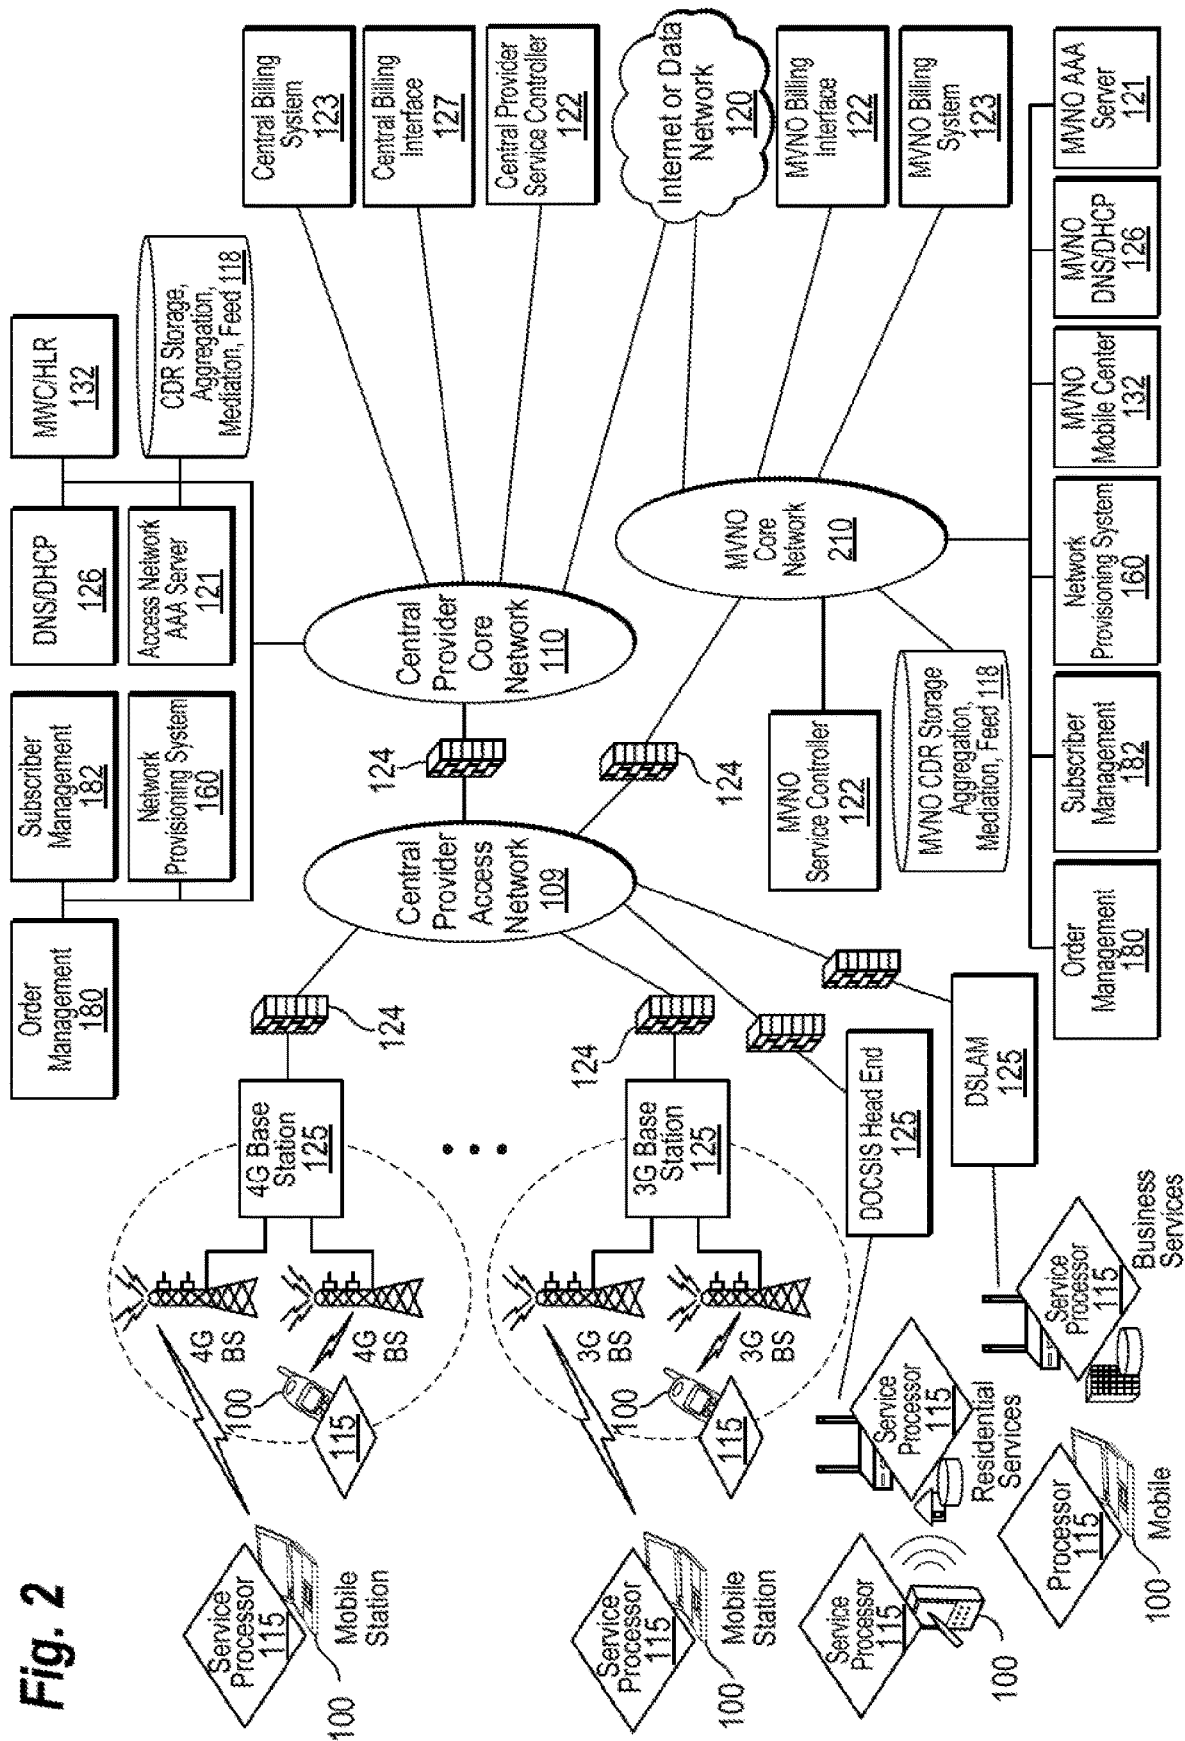 Fig. 2
Order
Management
180
Subscriber
Management
182
DNS/DHCP
126
MWC/HLR
132
Network
Provisioning System
160
Access Network
AAA Server
121
CDR Storage,
Aggregation,
Mediation, Feed 118
Central Billing
System
123
Central Billing
Interface
127
Central Provider
Service Controller
122
Internet or Data
Network
120
MVNO Billing
Interface
122
MVNO Billing
System
123
Central
Provider
Core
Network
110
124
Central
Provider
Access
Network
109
124
MVNO
Core
Network
210
MVNO
Service Controller
122
MVNO CDR Storage
Aggregation,
Mediation, Feed 118
124
4G Base
Station
125
4G
BS
4G
BS
100
115
Service
Processor
115
100
Mobile
Station
124
3G Base
Station
125
3G
BS
3G
BS
100
115
Service
Processor
115
100
Mobile
Station
DOCSIS Head End
125
DSLAM
125
Service
Processor
115
Residential
Services
Service
Processor
115
Business
Services
Service
Processor
115
100
Processor
115
100
Mobile
Order
Management
180
Subscriber
Management
182
Network
Provisioning System
160
MVNO
Mobile Center
132
MVNO
DNS/DHCP
126
MVNO AAA
Server
121